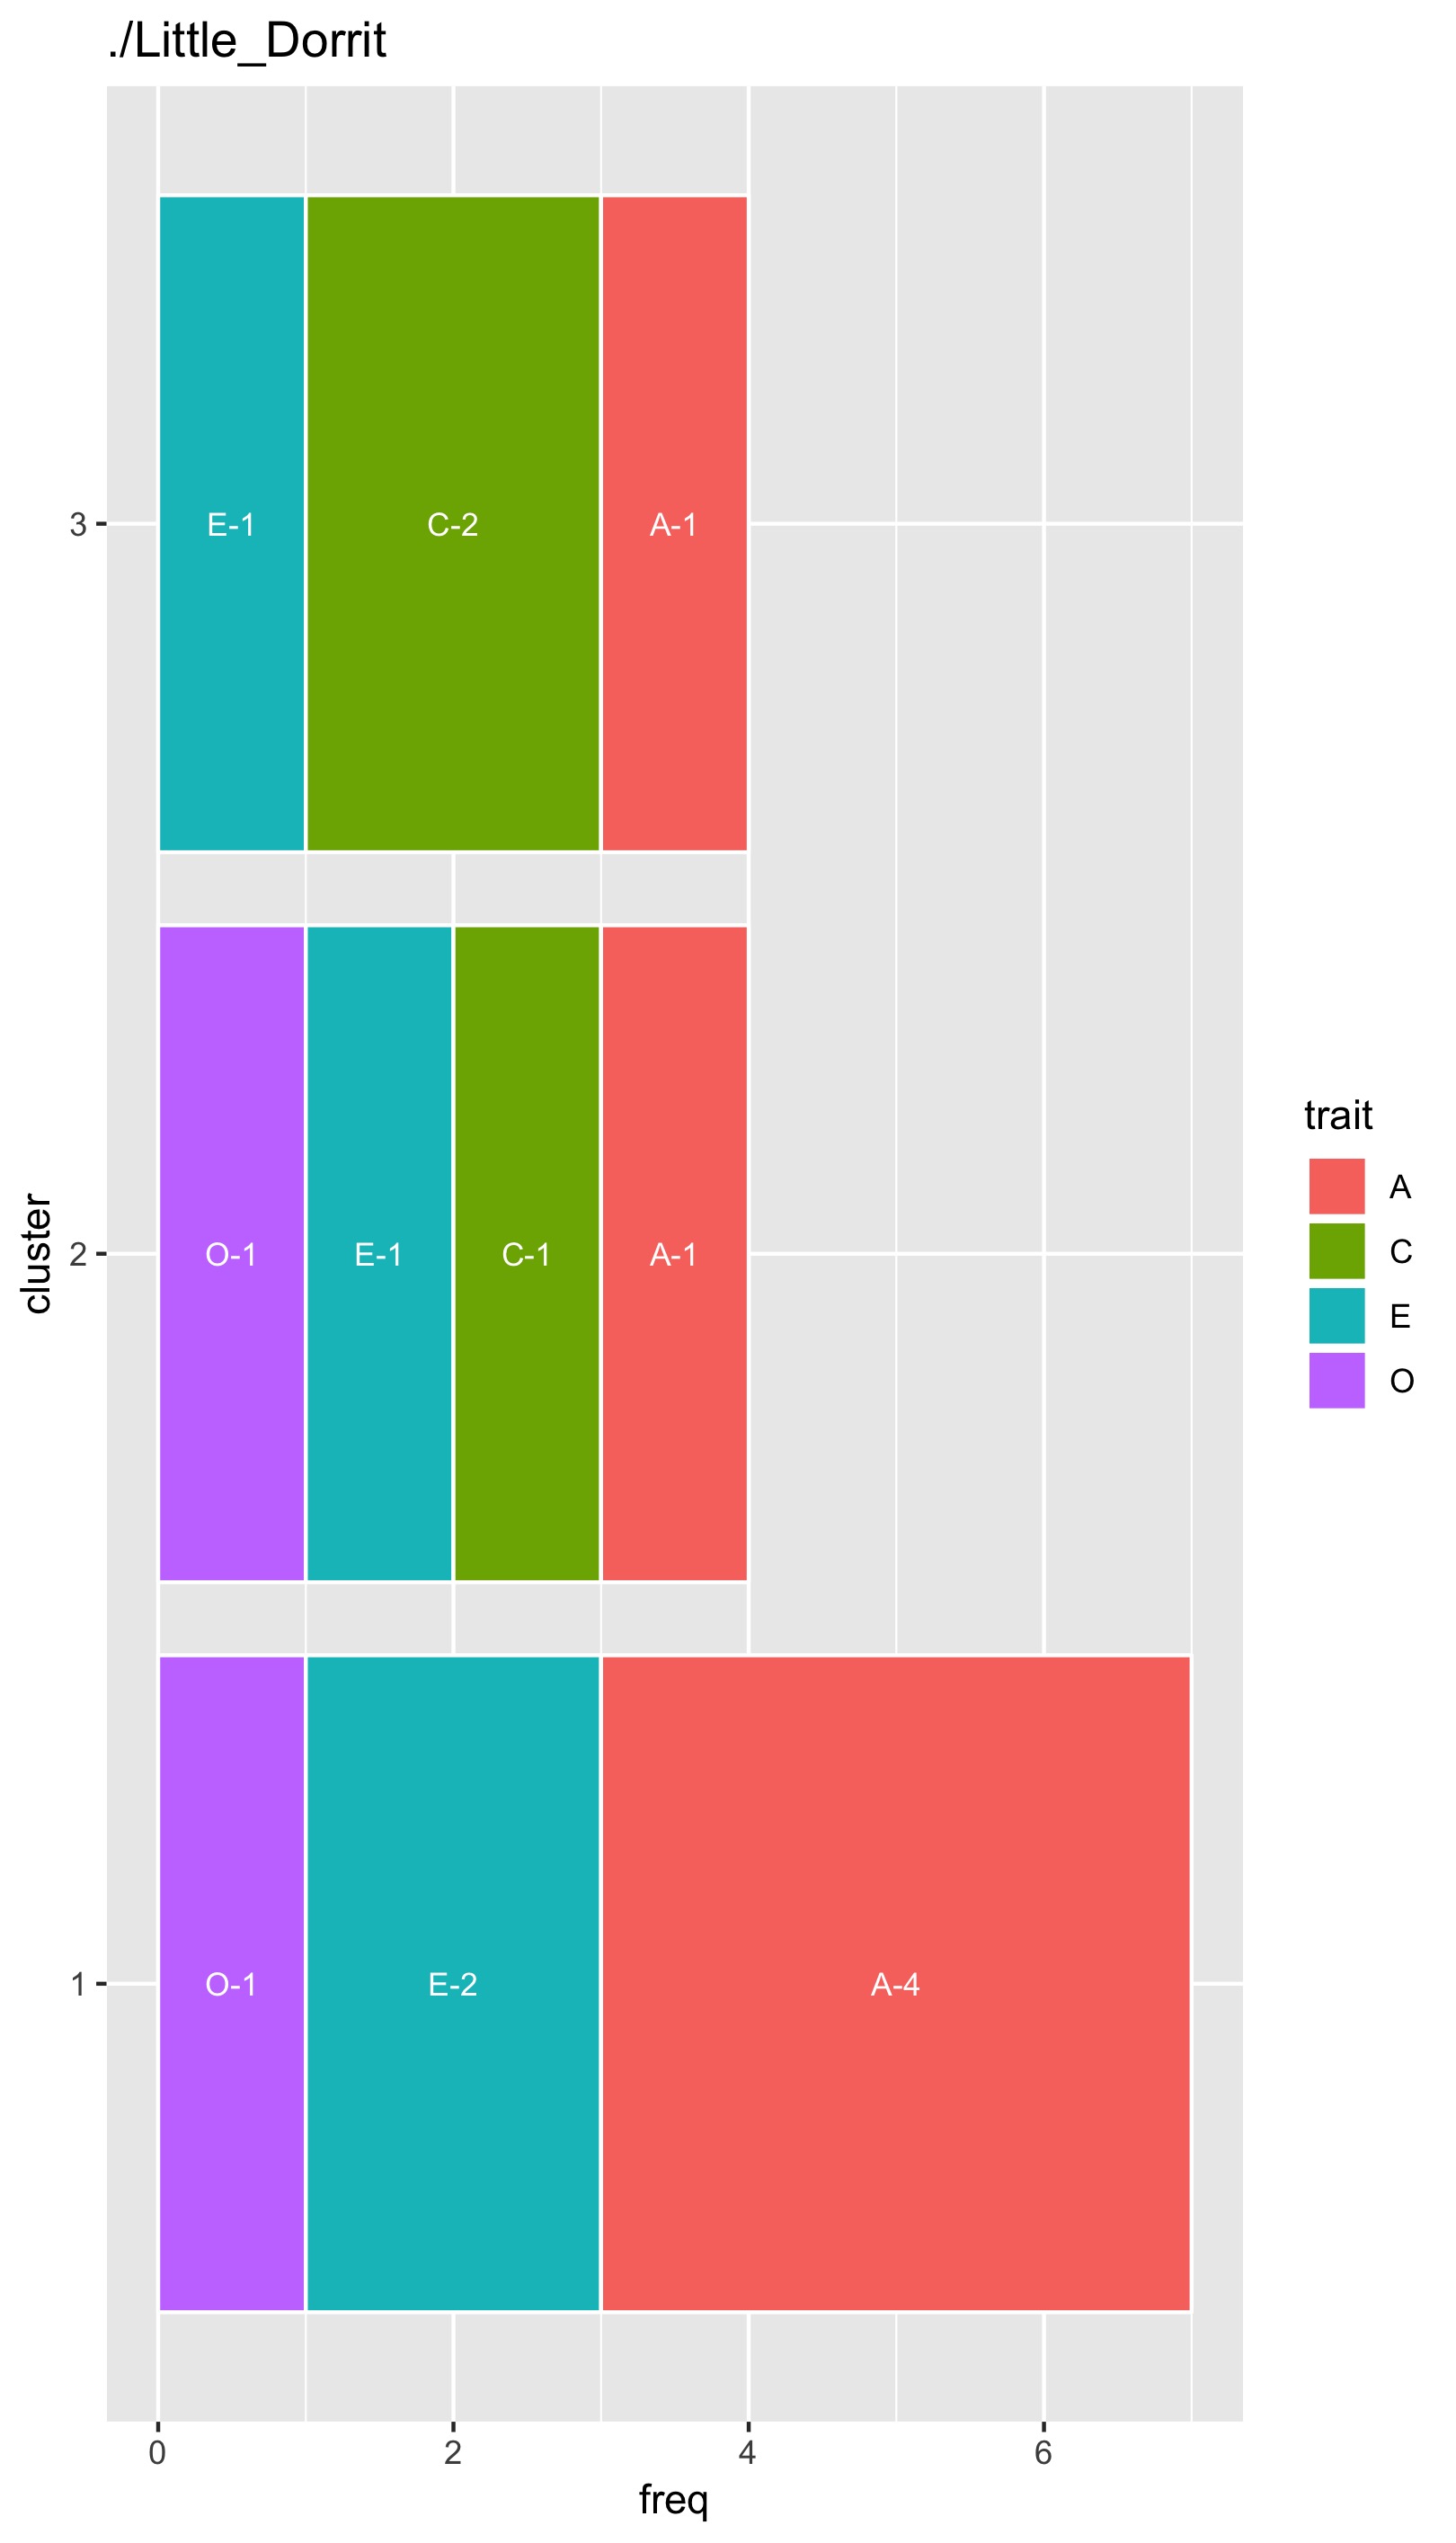 ./Little_Dorrit
3
E-1 C-2 A-1
trait
A
C
E
O
cluster
2
O-1 E-1 C-1 A-1
1
O-1 E-2 A-4
0 2 4 6
freq